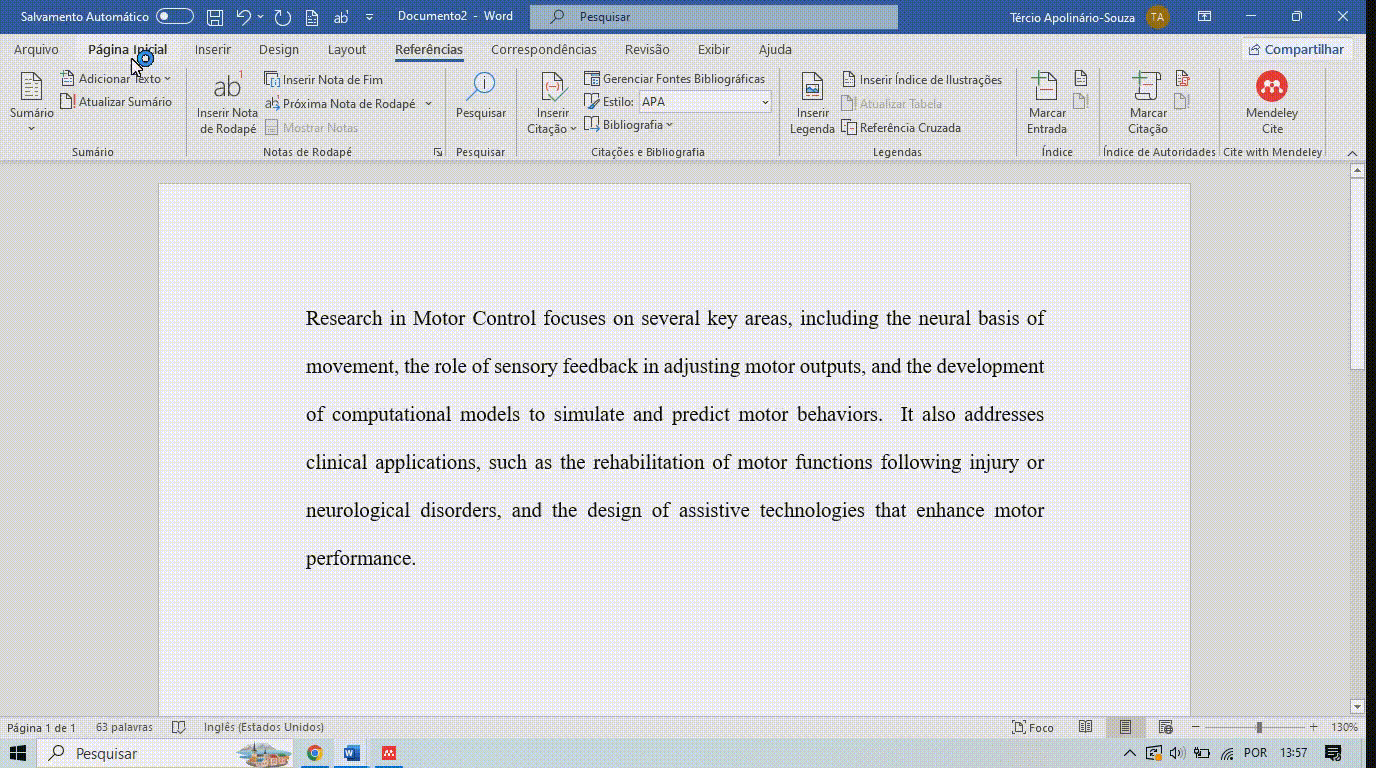 Salvamento Automático
ab
Documento2 - Word
Pesquisar
Tércio Apolinário-Souza
TA
Arquivo
Página Inicial
Inserir
Design
Layout
Referências
Correspondências
Revisão
Exibir
Ajuda
Compartilhar
Sumário
Adicionar Texto
Atualizar Sumário
Sumário
ab1
Inserir Nota
de Rodapé
Inserir Nota de Fim
Próxima Nota de Rodapé
Mostrar Notas
Notas de Rodapé
Pesquisar
Pesquisar
Inserir
Citação
Gerenciar Fontes Bibliográficas
Estilo: APA
Bibliografia
Citações e Bibliografia
Inserir
Legenda
Inserir Índice de Ilustrações
Atualizar Tabela
Referência Cruzada
Legendas
Marcar
Entrada
Índice
Marcar
Citação
Índice de Autoridades
Mendeley
Cite
Cite with Mendeley
Research in Motor Control focuses on several key areas, including the neural basis of
movement, the role of sensory feedback in adjusting motor outputs, and the development
of computational models to simulate and predict motor behaviors. It also addresses
clinical applications, such as the rehabilitation of motor functions following injury or
neurological disorders, and the design of assistive technologies that enhance motor
performance.
Página 1 de 1
63 palavras
Inglês (Estados Unidos)
Foco
130%
Pesquisar
POR
13:57